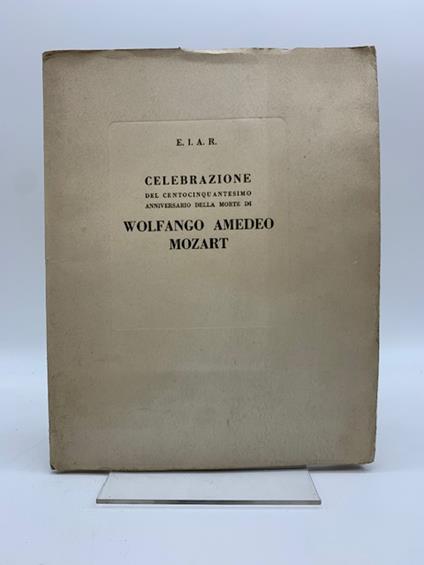 E. I. A. R.
CELEBRAZIONE
DEL CENTOCINQUANTESIMO
ANNIVERSARIO DELLA MORTE DI
WOLFANGO AMEDEO
MOZART